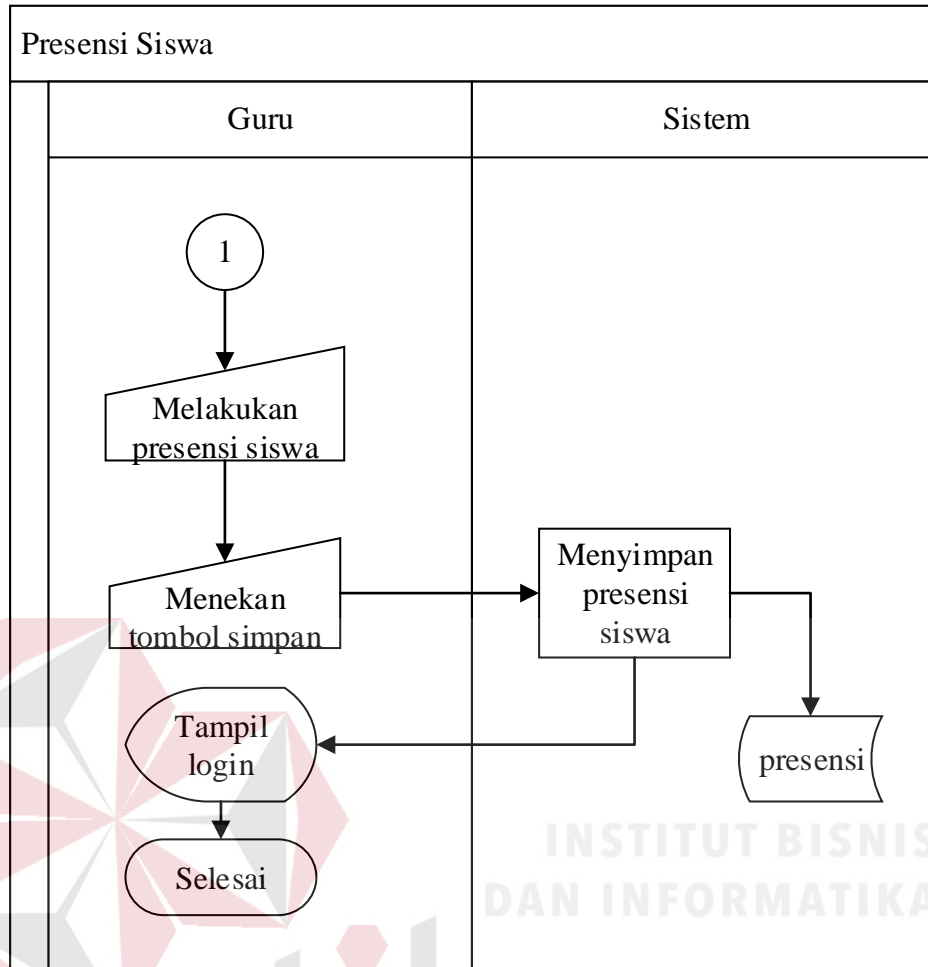 Presensi Siswa
Guru
Sistem
1
Melakukan
presensi siswa
Menekan
tombol simpan
Menyimpan
presensi
siswa
Tampil
login
presensi
Selesai
INSTITUT BISNIS
DAN INFORMATIKA